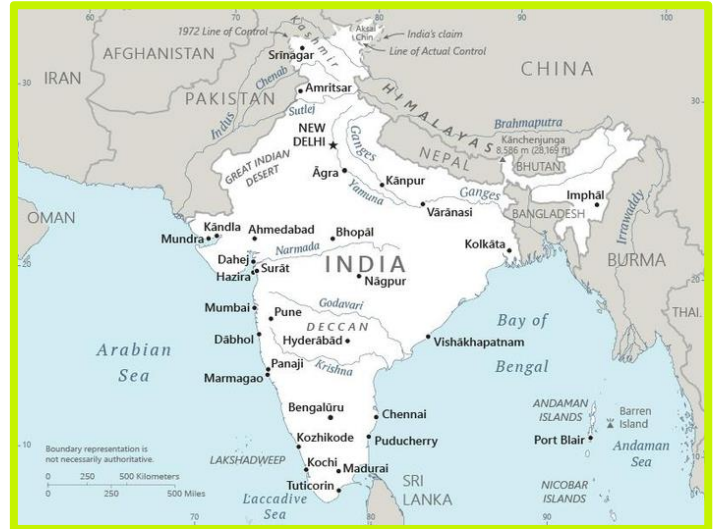 60
70
80
90
100
1972 Line of Control
Kashmir
Aksai
Chin
India's claim
Line of Actual Control
Srīnagar
AFGHANISTAN
IRAN
30
Chenab
Amritsar
CHINA
PAKISTAN
Indus
Sutlej
HIMALAYAS
30
Brahmaputra
NEW
DELHI
Ganges
Kānchenjunga
8,586 m (28,169 ft)
NEPAL
BHUTAN
GREAT INDIAN
DESERT
Āgra
Yamuna
Kānpur
Ganges
Imphāl
Vārānasi
BANGLADESH
OMAN
Irrawaddy
Kāndla
Mundra
Ahmedabad
Bhopāl
Kolkāta
BURMA
Narmada
Dahej
Hazira
Surāt
INDIA
Nāgpur
Mumbai
Pune
Godavari
THAI.
DECCAN
Bay of
Bengal
Dābhol
Hyderābād
Vishākhapatnam
Arabian
Sea
Krishna
Panaji
Marmagao
Bengalūru
Chennai
ANDAMAN
ISLANDS
Barren
Island
Kozhikode
Puducherry
Port Blair
Andaman
Sea
10
Boundary representation is
not necessarily authoritative.
0 250 500 Kilometers
0 250 500 Miles
LAKSHADWEEP
Kochi
Madurai
Tuticorin
SRI
LANKA
NICOBAR
ISLANDS
Laccadive
Sea
70
80
90